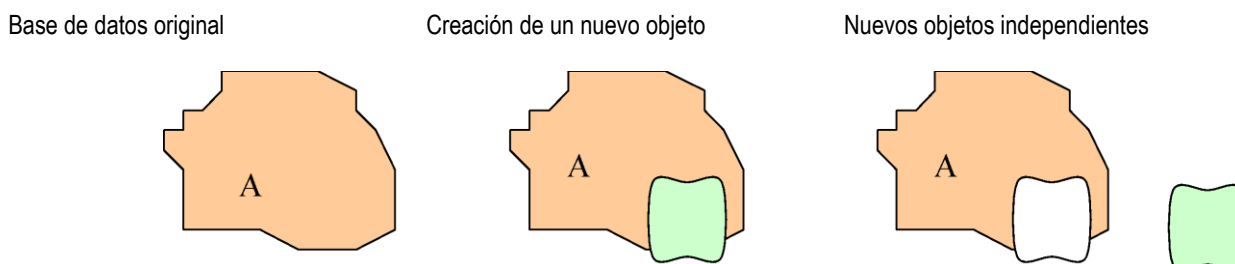 Base de datos original
Creación de un nuevo objeto
Nuevos objetos independientes
A
A
A